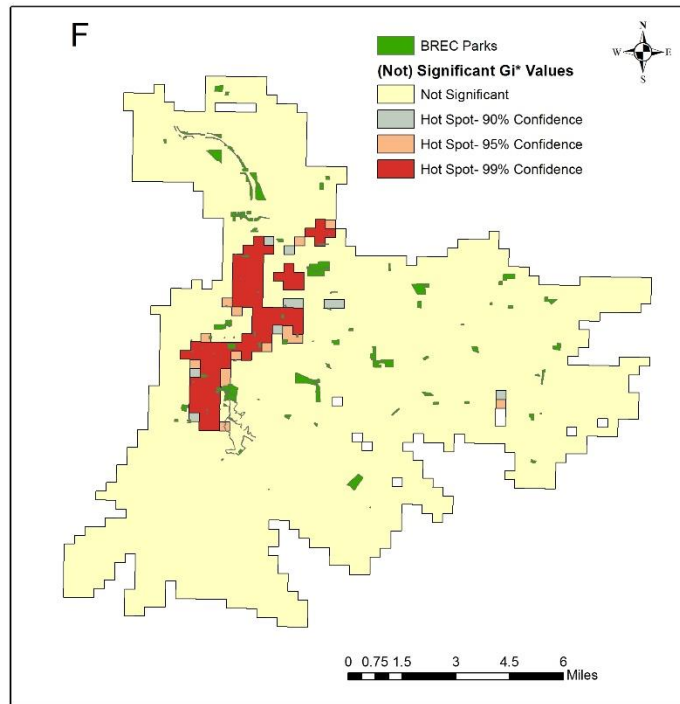 F
BREC Parks
(Not) Significant Gi* Values
Not Significant
Hot Spot- 90% Confidence
Hot Spot- 95% Confidence
Hot Spot- 99% Confidence
N
W E
S
0 0.75 1.5 3 4.5 6
Miles